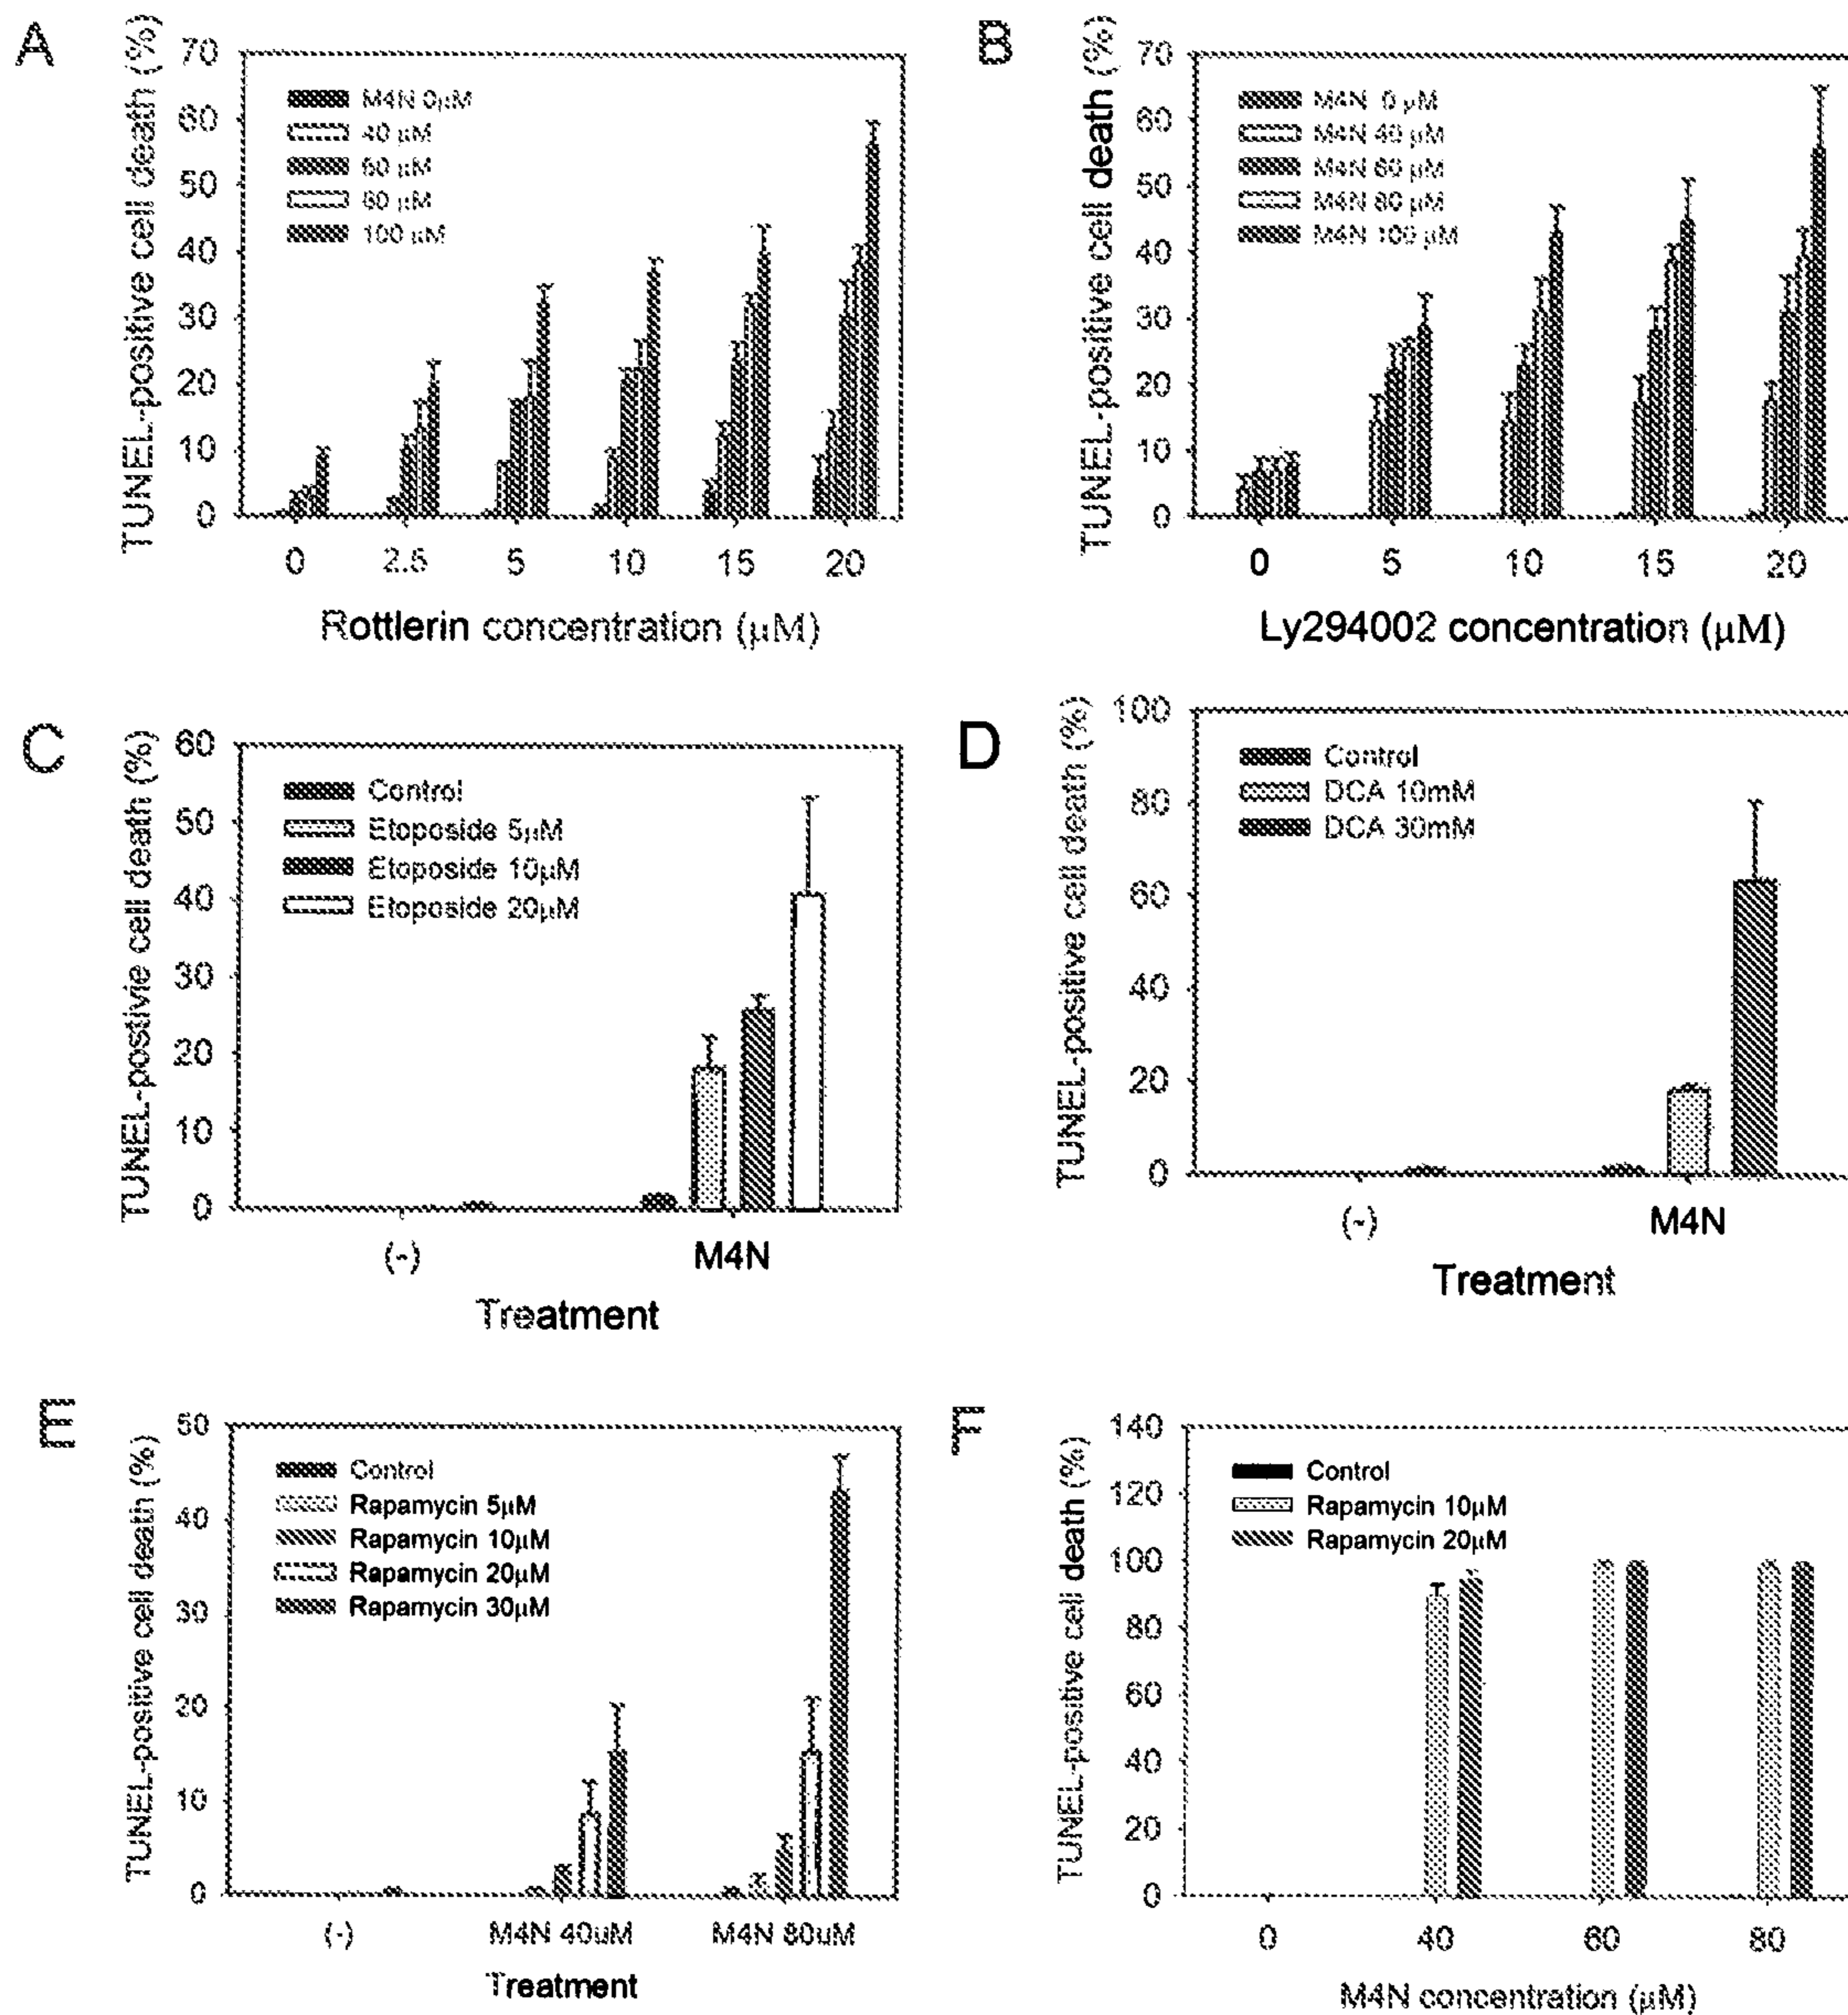 A
TUNEL-positive cell death (%)
70
60
50
40
30
20
10
0
M4N 0µM
40 µM
60 µM
80 µM
100 µM
0 2.5 5 10 15 20
Rottlerin concentration (µM)
B
TUNEL-positive cell death (%)
70
60
50
40
30
20
10
0
M4N 0 µM
M4N 40 µM
M4N 60 µM
M4N 80 µM
M4N 100 µM
0 5 10 15 20
Ly294002 concentration (µM)
C
TUNEL-postivie cell death (%)
60
50
40
30
20
10
0
Control
Etoposide 5µM
Etoposide 10µM
Etoposide 20µM
(-) M4N
Treatment
D
TUNEL-positive cell death (%)
100
80
60
40
20
0
Control
DCA 10mM
DCA 30mM
(-) M4N
Treatment
E
TUNEL-positive cell death (%)
50
40
30
20
10
0
Control
Rapamycin 5µM
Rapamycin 10µM
Rapamycin 20µM
Rapamycin 30µM
(-) M4N 40uM M4N 80uM
Treatment
F
TUNEL-positive cell death (%)
140
120
100
80
60
40
20
0
Control
Rapamycin 10µM
Rapamycin 20µM
0 40 60 80
M4N concentration (µM)